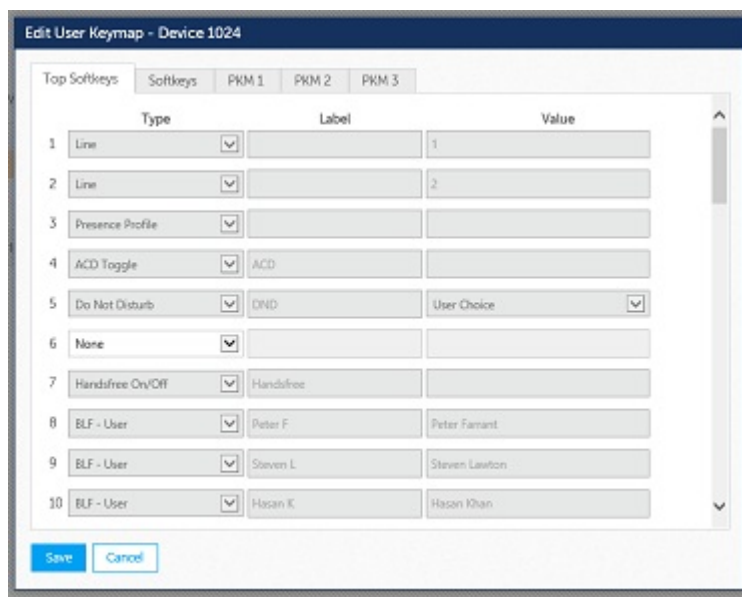 Edit User Keymap - Device 1024
Top Softkeys Softkeys PKM 1 PKM 2 PKM 3
Type Label Value
1 Line 1
2 Line 2
3 Presence Profile
4 ACD Toggle ACD
5 Do Not Disturb DND User Choice
6 None
7 Handsfree On/Off Handsfree
8 BLF - User Peter F Peter Farrant
9 BLF - User Steven L Steven Lawton
10 BLF - User Hasan K Hasan Khan
Save Cancel